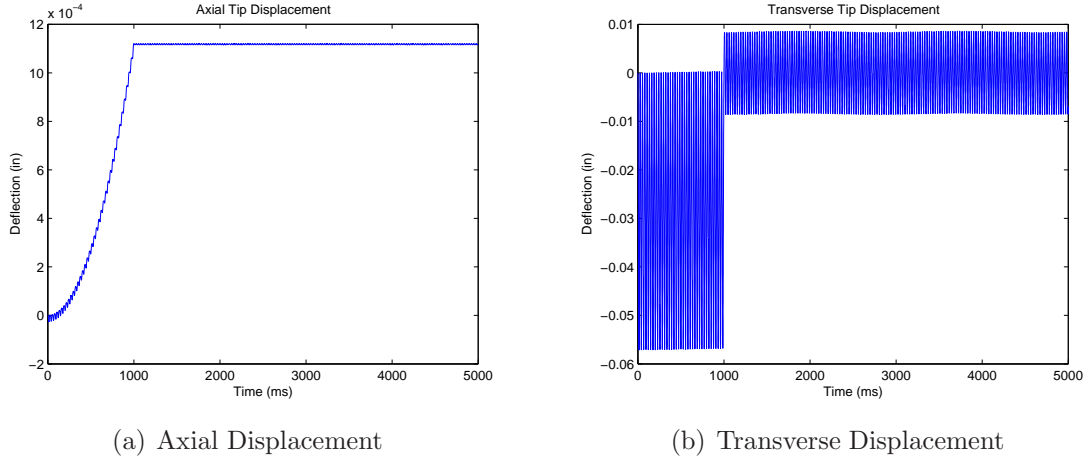 x 10⁻⁴
Axial Tip Displacement
12
10
8
6
4
2
0
−2
Deflection (in)
0 1000 2000 3000 4000 5000
Time (ms)
(a) Axial Displacement
Transverse Tip Displacement
0.01
0
−0.01
−0.02
−0.03
−0.04
−0.05
−0.06
Deflection (in)
0 1000 2000 3000 4000 5000
Time (ms)
(b) Transverse Displacement